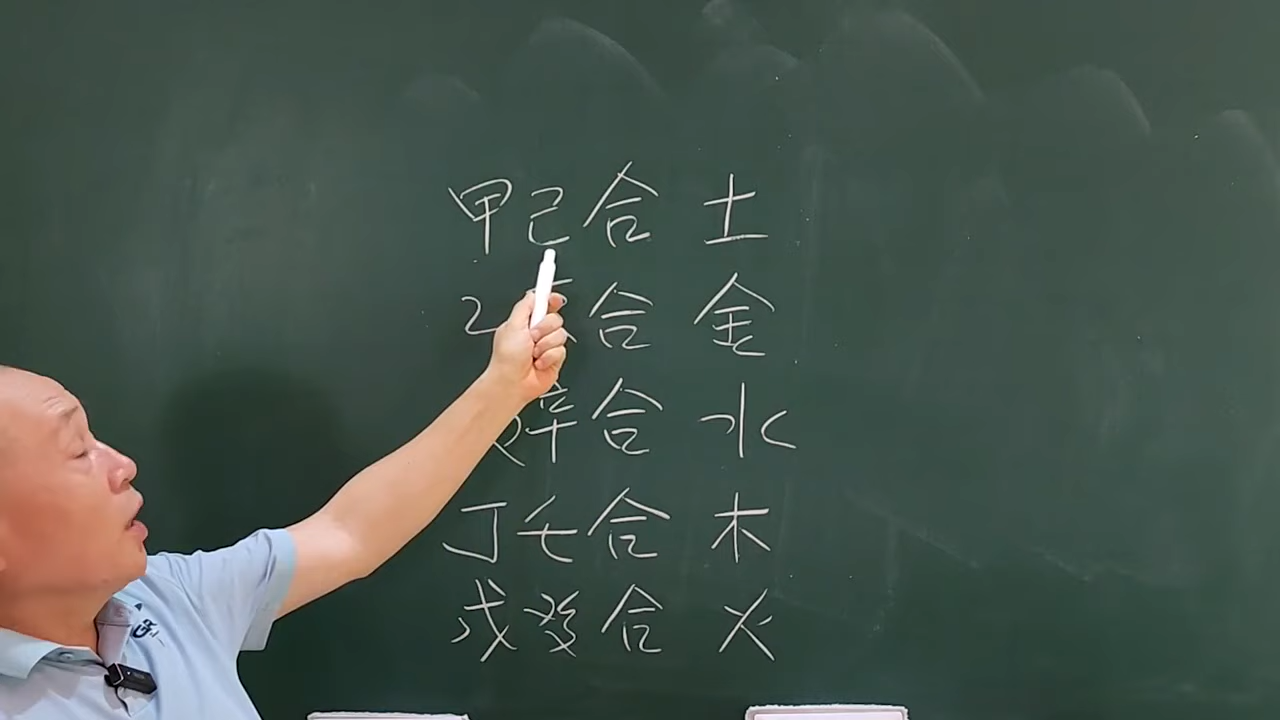 甲己合 土
乙 合 金
辛合 水
丁壬合 木
戊癸合 火